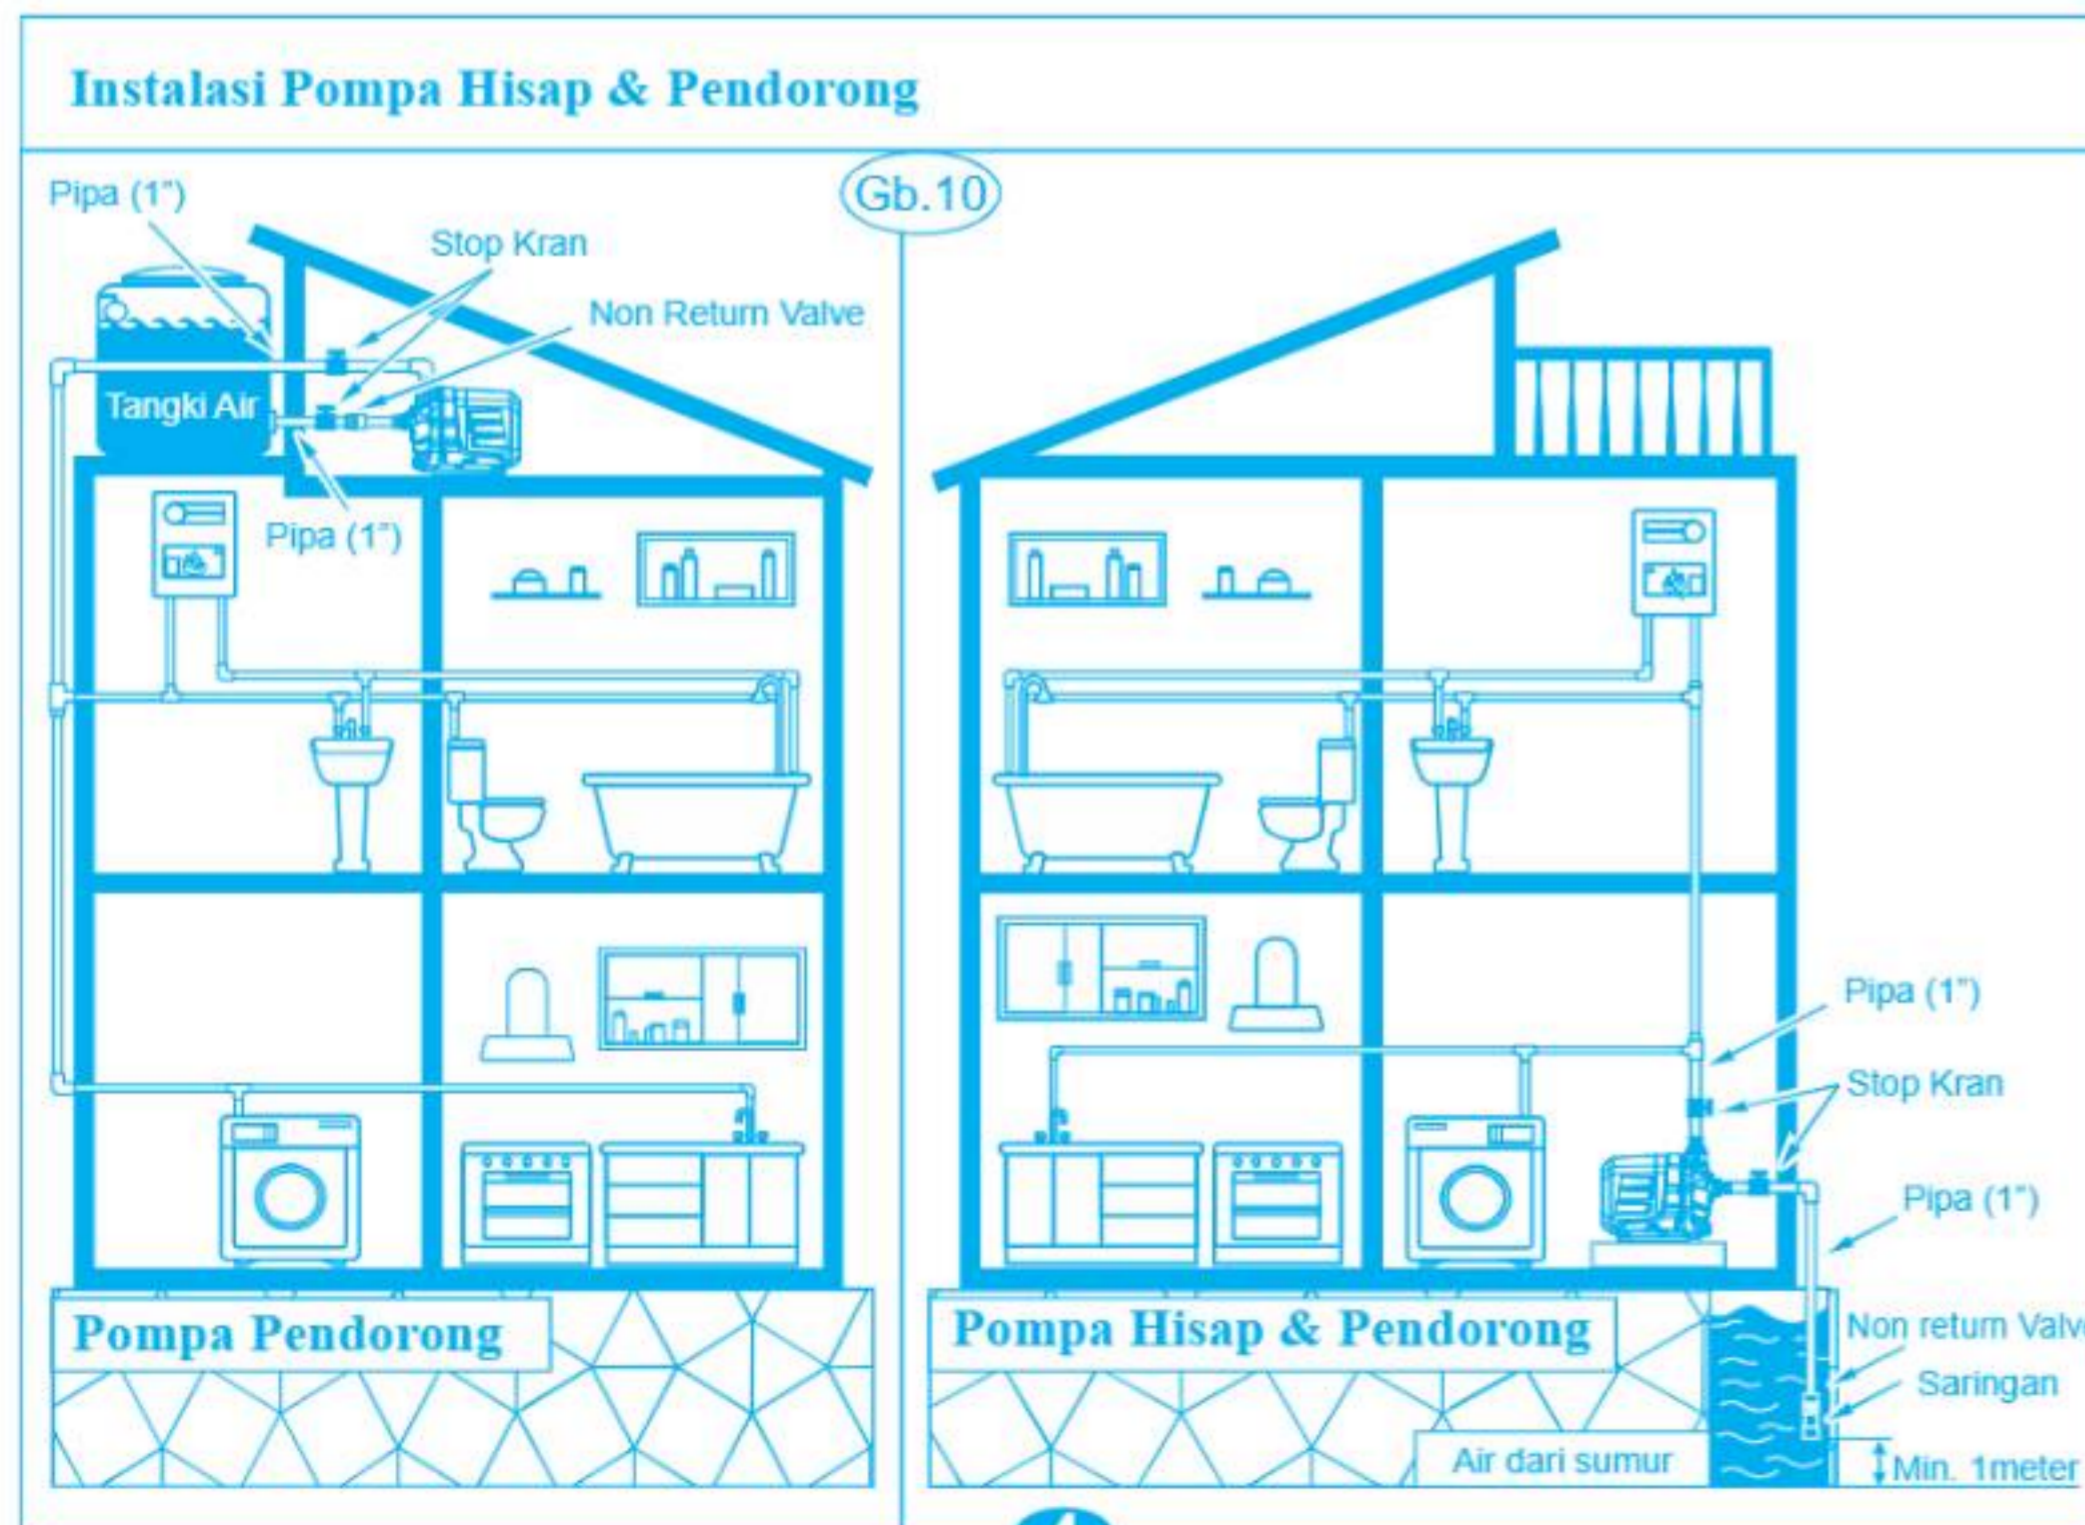 Instalasi Pompa Hisap & Pendorong
Gb.10
Pipa (1”)
Stop Kran
Non Return Valve
Tangki Air
Pipa (1”)
Pompa Pendorong
Pipa (1”)
Stop Kran
Pipa (1”)
Non return Valve
Saringan
Min. 1meter
Air dari sumur
Pompa Hisap & Pendorong